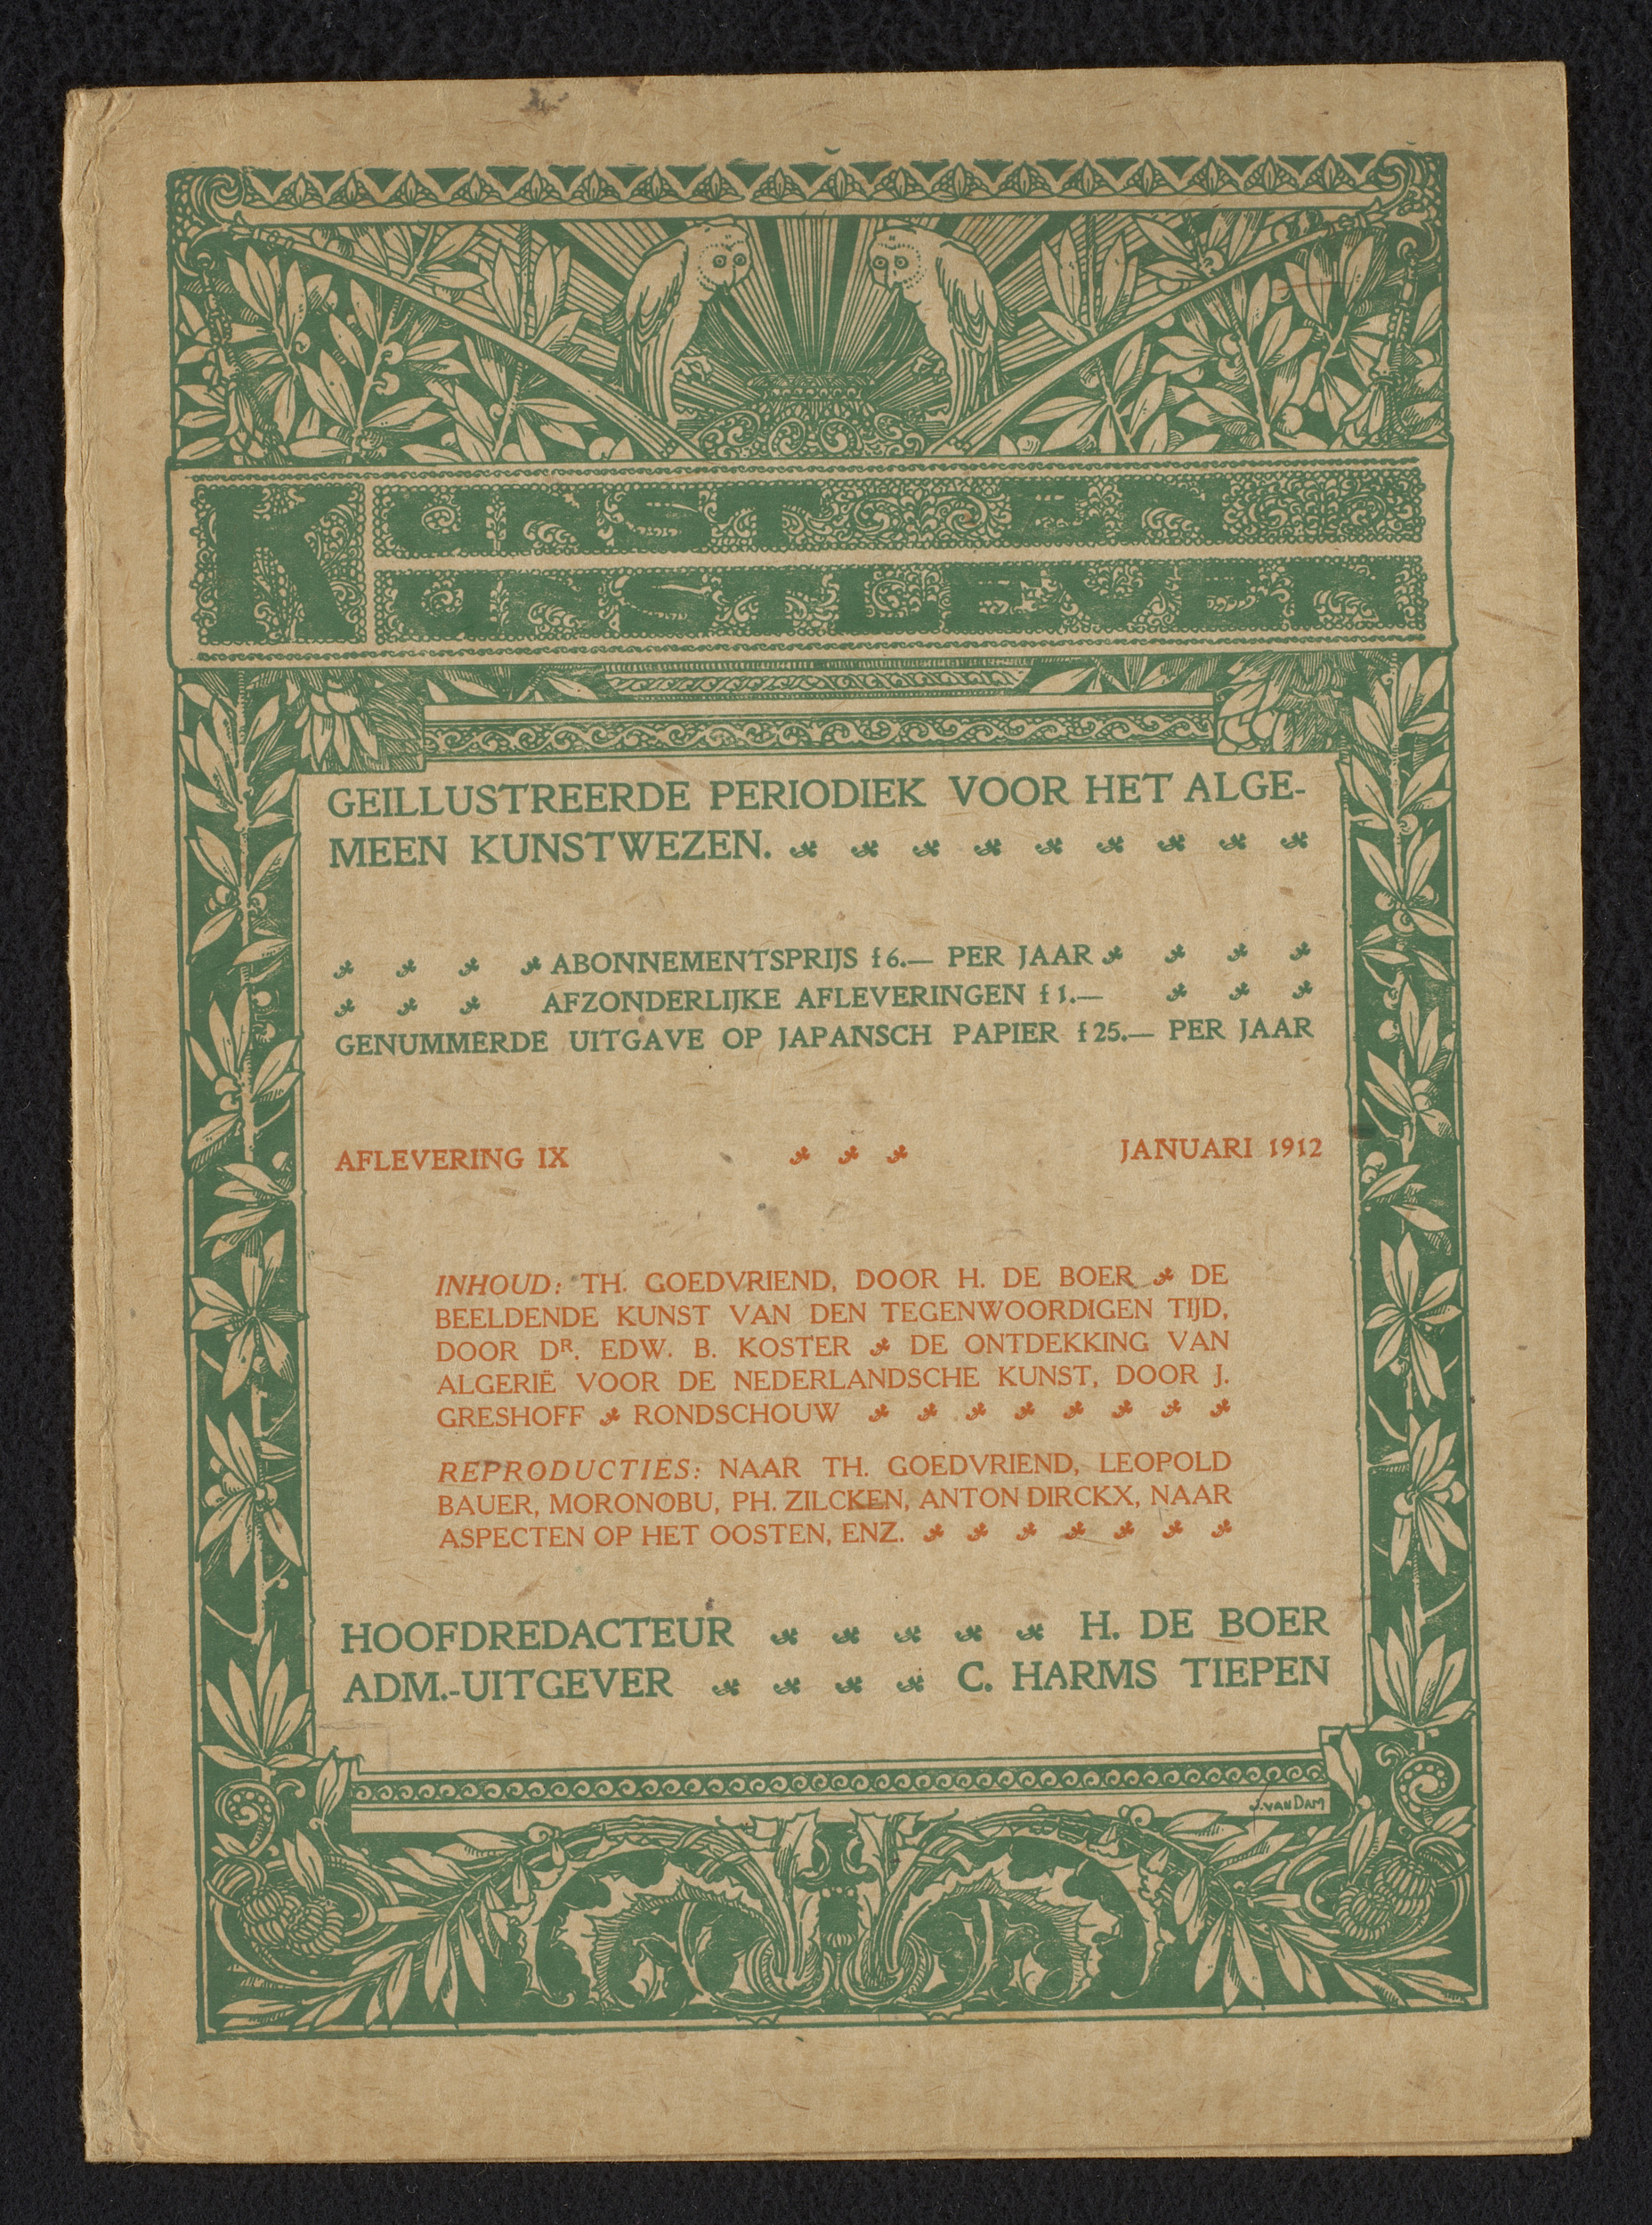 KUNST EN
KUNSTLEVEN
GEILLUSTREERDE PERIODIEK VOOR HET ALGE-
MEEN KUNSTWEZEN.
ABONNEMENTSPRIJS f 6.— PER JAAR
AFZONDERLIJKE AFLEVERINGEN f 1.—
GENUMMERDE UITGAVE OP JAPANSCH PAPIER f 25.— PER JAAR
AFLEVERING IX JANUARI 1912
INHOUD: TH. GOEDVRIEND, DOOR H. DE BOER DE
BEELDENDE KUNST VAN DEN TEGENWOORDIGEN TIJD,
DOOR DR. EDW. B. KOSTER DE ONTDEKKING VAN
ALGERIË VOOR DE NEDERLANDSCHE KUNST, DOOR J.
GRESHOFF RONDSCHOUW
REPRODUCTIES: NAAR TH. GOEDVRIEND, LEOPOLD
BAUER, MORONOBU, PH. ZILCKEN, ANTON DIRCKX, NAAR
ASPECTEN OP HET OOSTEN, ENZ.
HOOFDREDACTEUR H. DE BOER
ADM.-UITGEVER C. HARMS TIEPEN
J. VAN DAM